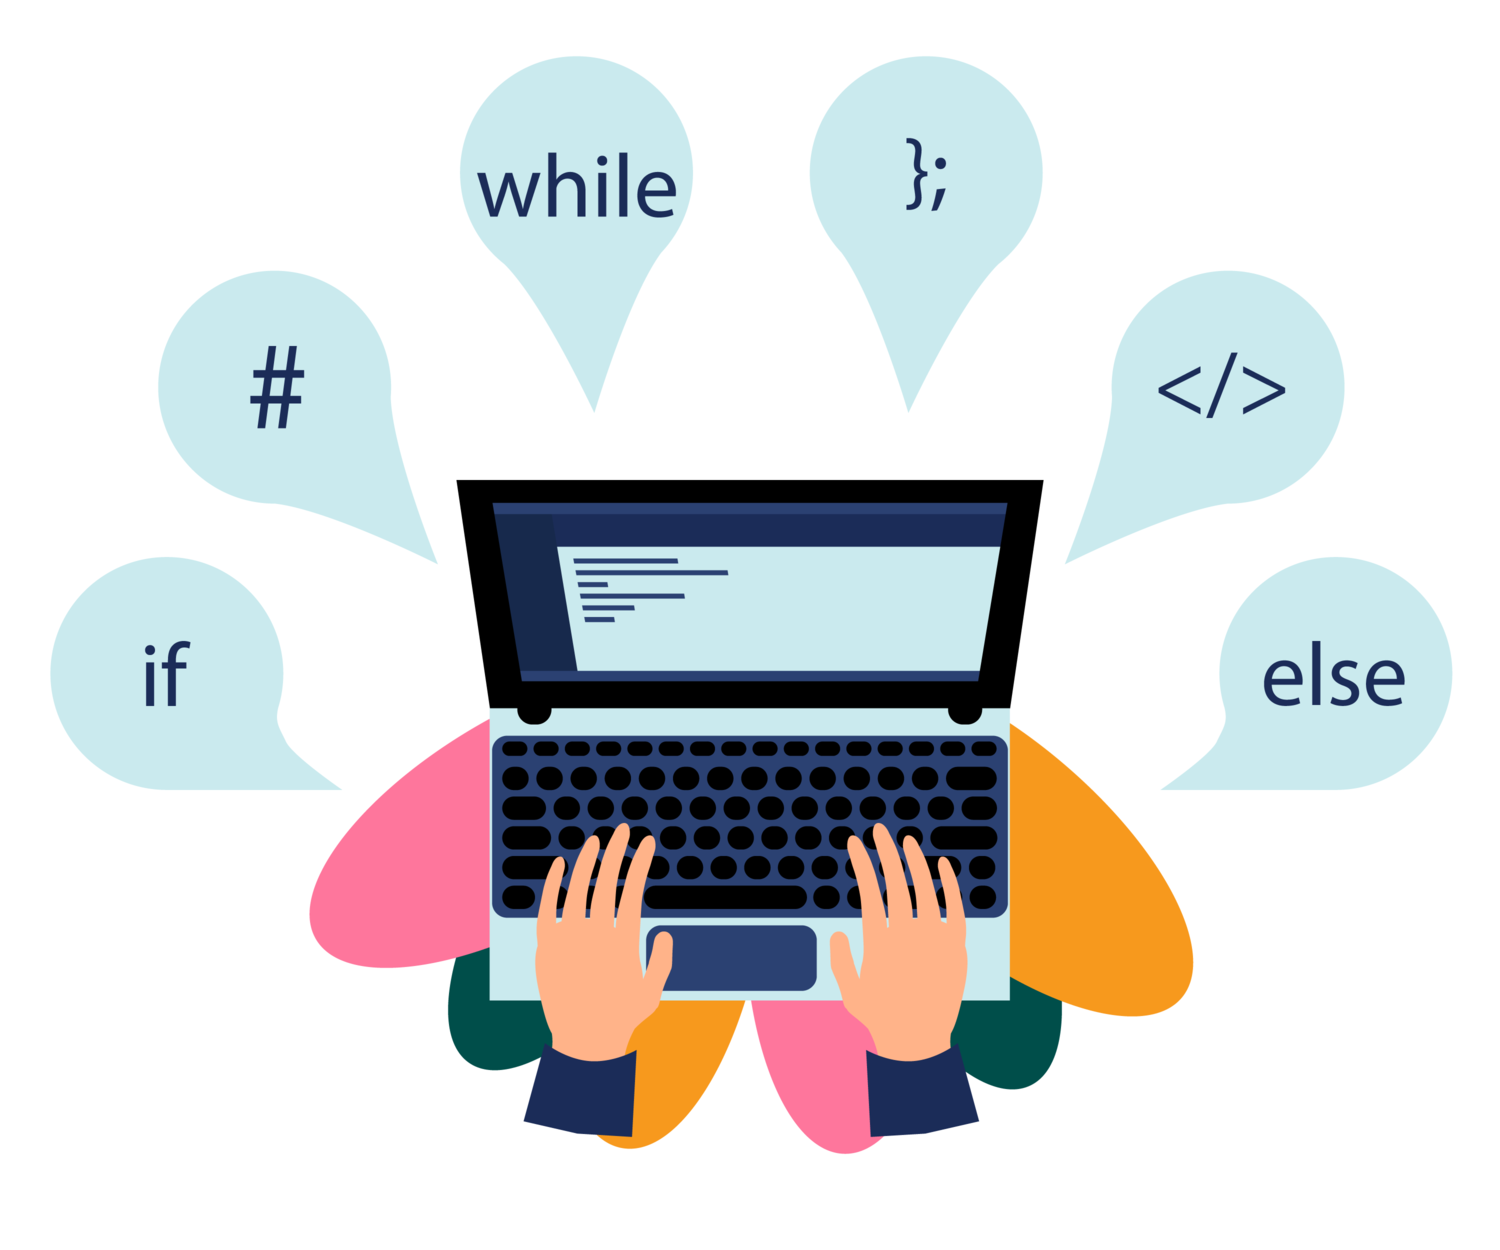 while
};
#
</>
if
else